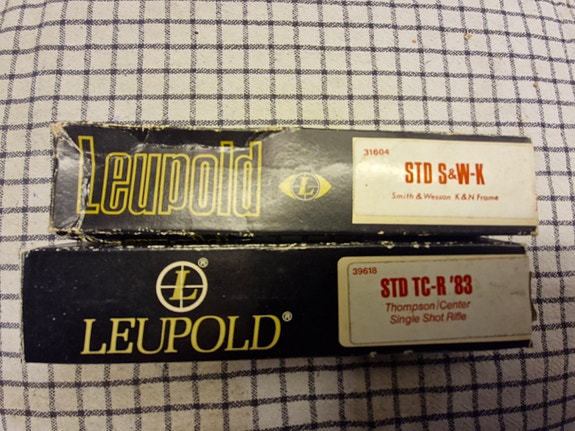 Leupold
L
31604
STD S&W-K
Smith & Wesson K&N Frame
L®
LEUPOLD®
39618
STD TC-R '83
Thompson/Center
Single Shot Rifle